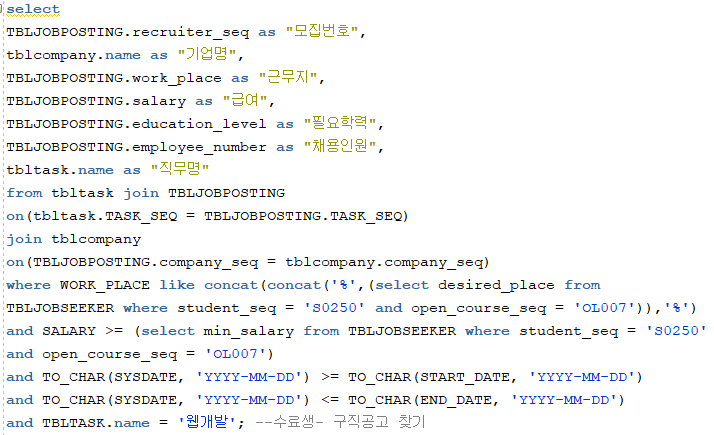 select
TBLJOBPOSTING.recruiter_seq as "모집번호",
tblcompany.name as "기업명",
TBLJOBPOSTING.work_place as "근무지",
TBLJOBPOSTING.salary as "급여",
TBLJOBPOSTING.education_level as "필요학력",
TBLJOBPOSTING.employee_number as "채용인원",
tbltask.name as "직무명"
from tbltask join TBLJOBPOSTING
on(tbltask.TASK_SEQ = TBLJOBPOSTING.TASK_SEQ)
join tblcompany
on(TBLJOBPOSTING.company_seq = tblcompany.company_seq)
where WORK_PLACE like concat(concat('%',(select desired_place from
TBLJOBSEEKER where student_seq = 'S0250' and open_course_seq = 'OL007')),'%')
and SALARY >= (select min_salary from TBLJOBSEEKER where student_seq = 'S0250'
and open_course_seq = 'OL007')
and TO_CHAR(SYSDATE, 'YYYY-MM-DD') >= TO_CHAR(START_DATE, 'YYYY-MM-DD')
and TO_CHAR(SYSDATE, 'YYYY-MM-DD') <= TO_CHAR(END_DATE, 'YYYY-MM-DD')
and TBLTASK.name = '웹개발'; --수료생- 구직공고 찾기